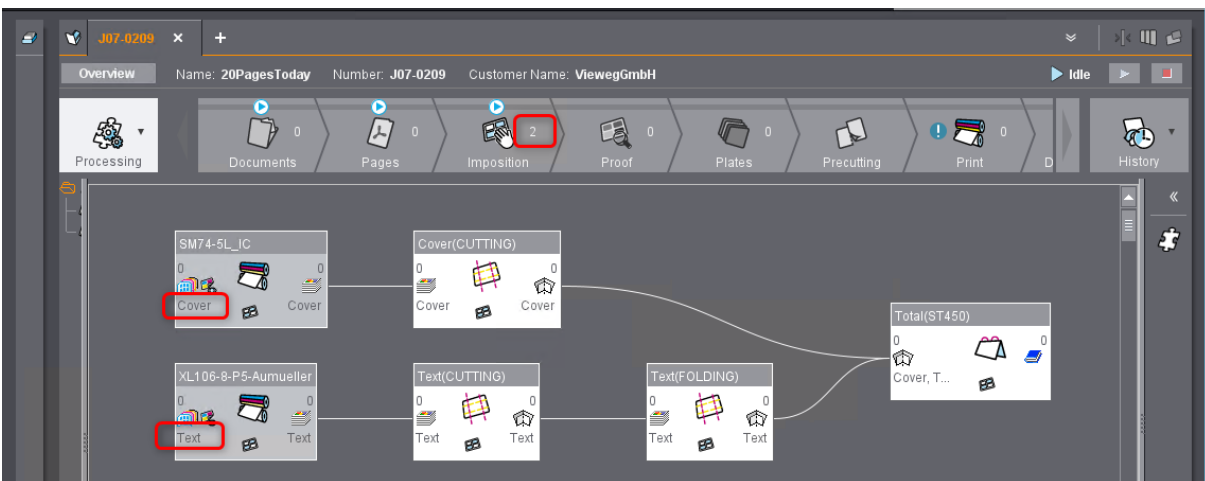 J07-0209
Overview Name: 20PagesToday Number: J07-0209 Customer Name: ViewegGmbH Idle
0 0 2 0 0 0
Processing Documents Pages Imposition Proof Plates Precutting Print D History
SM74-5L_IC Cover(CUTTING)
0 0 0 0
Cover Cover Cover Cover
Total(ST450)
0 0
Cover, T...
XL106-8-P5-Aumueller Text(CUTTING) Text(FOLDING)
0 0 0 0 0 0
Text Text Text Text Text Text